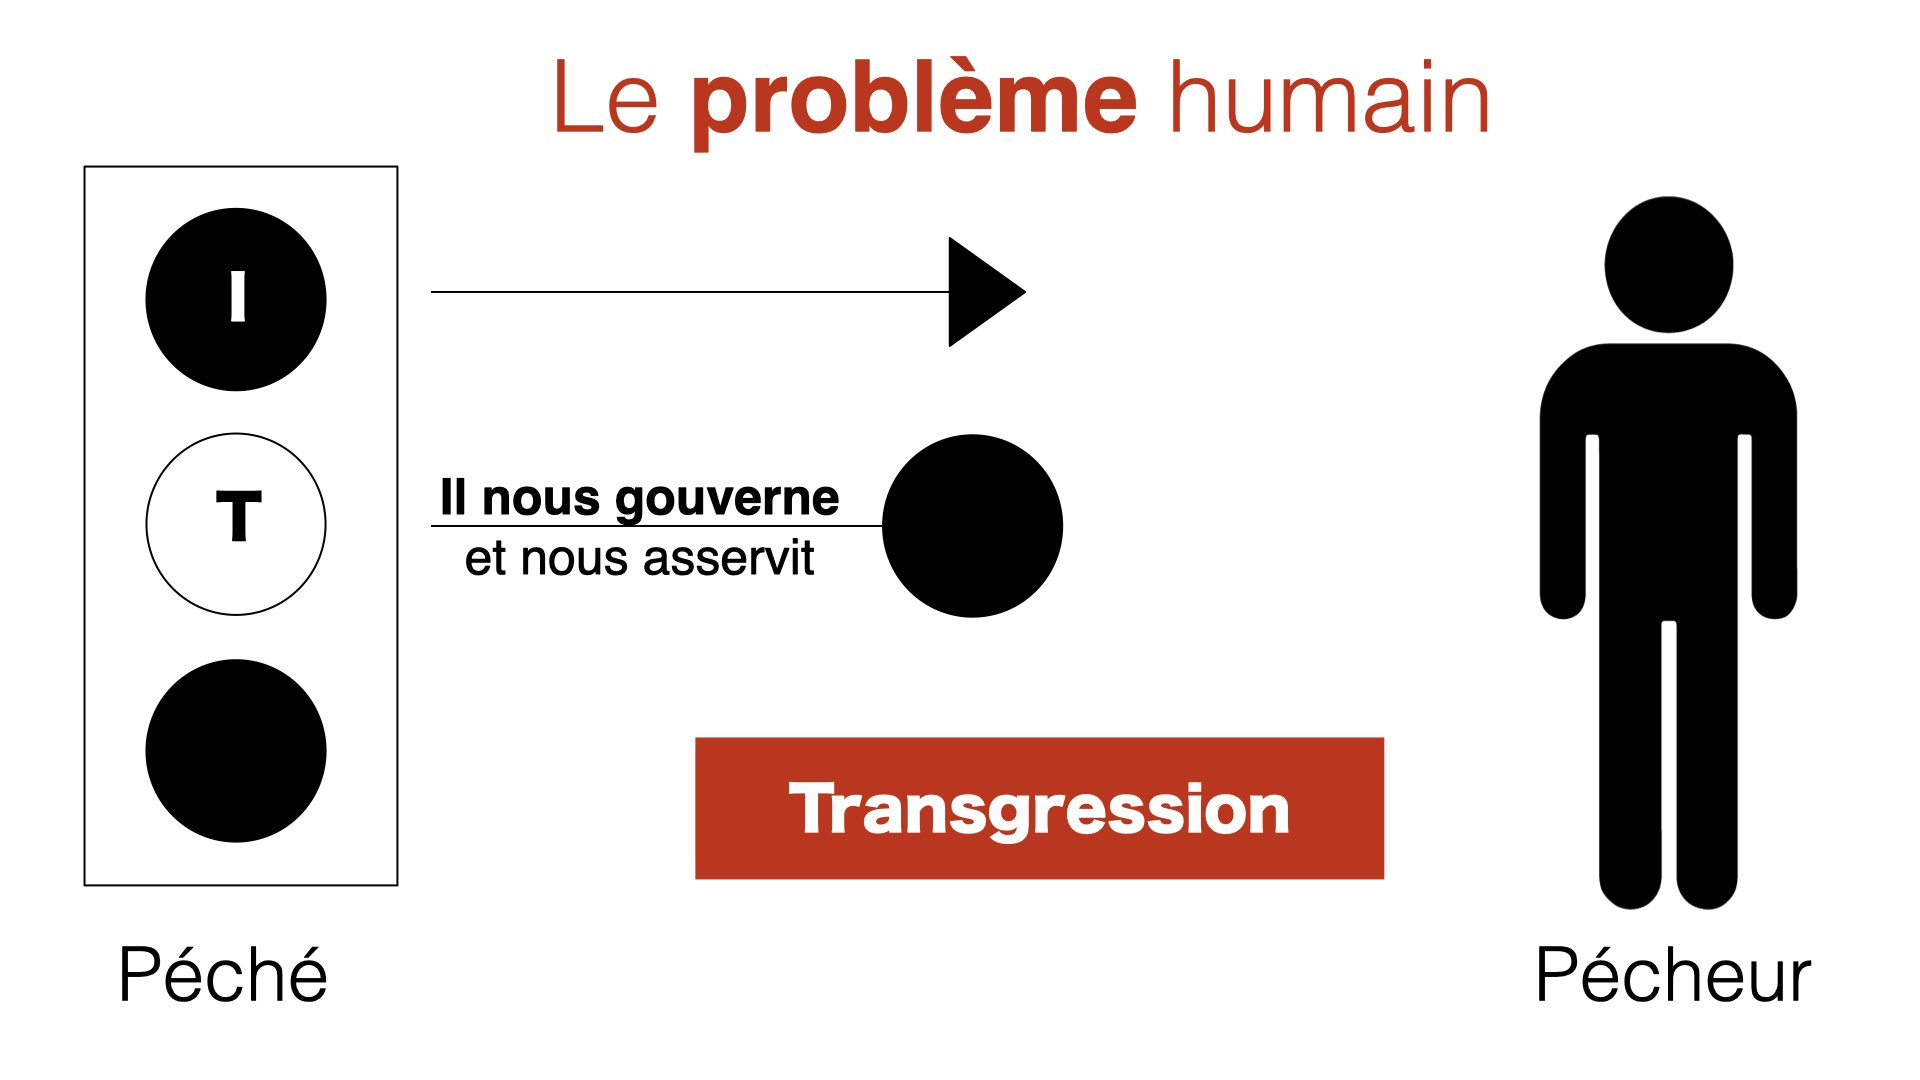 Le problème humain
I
T
Il nous gouverne
et nous asservit
Transgression
Péché
Pécheur